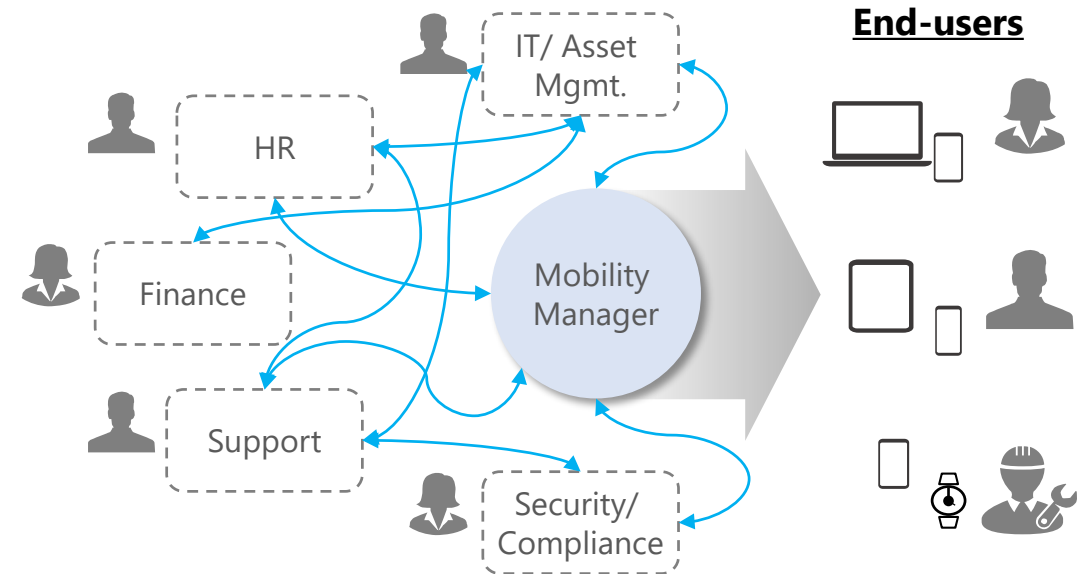 End-users
IT/ Asset
Mgmt.
HR
Finance
Mobility
Manager
Support
Security/
Compliance